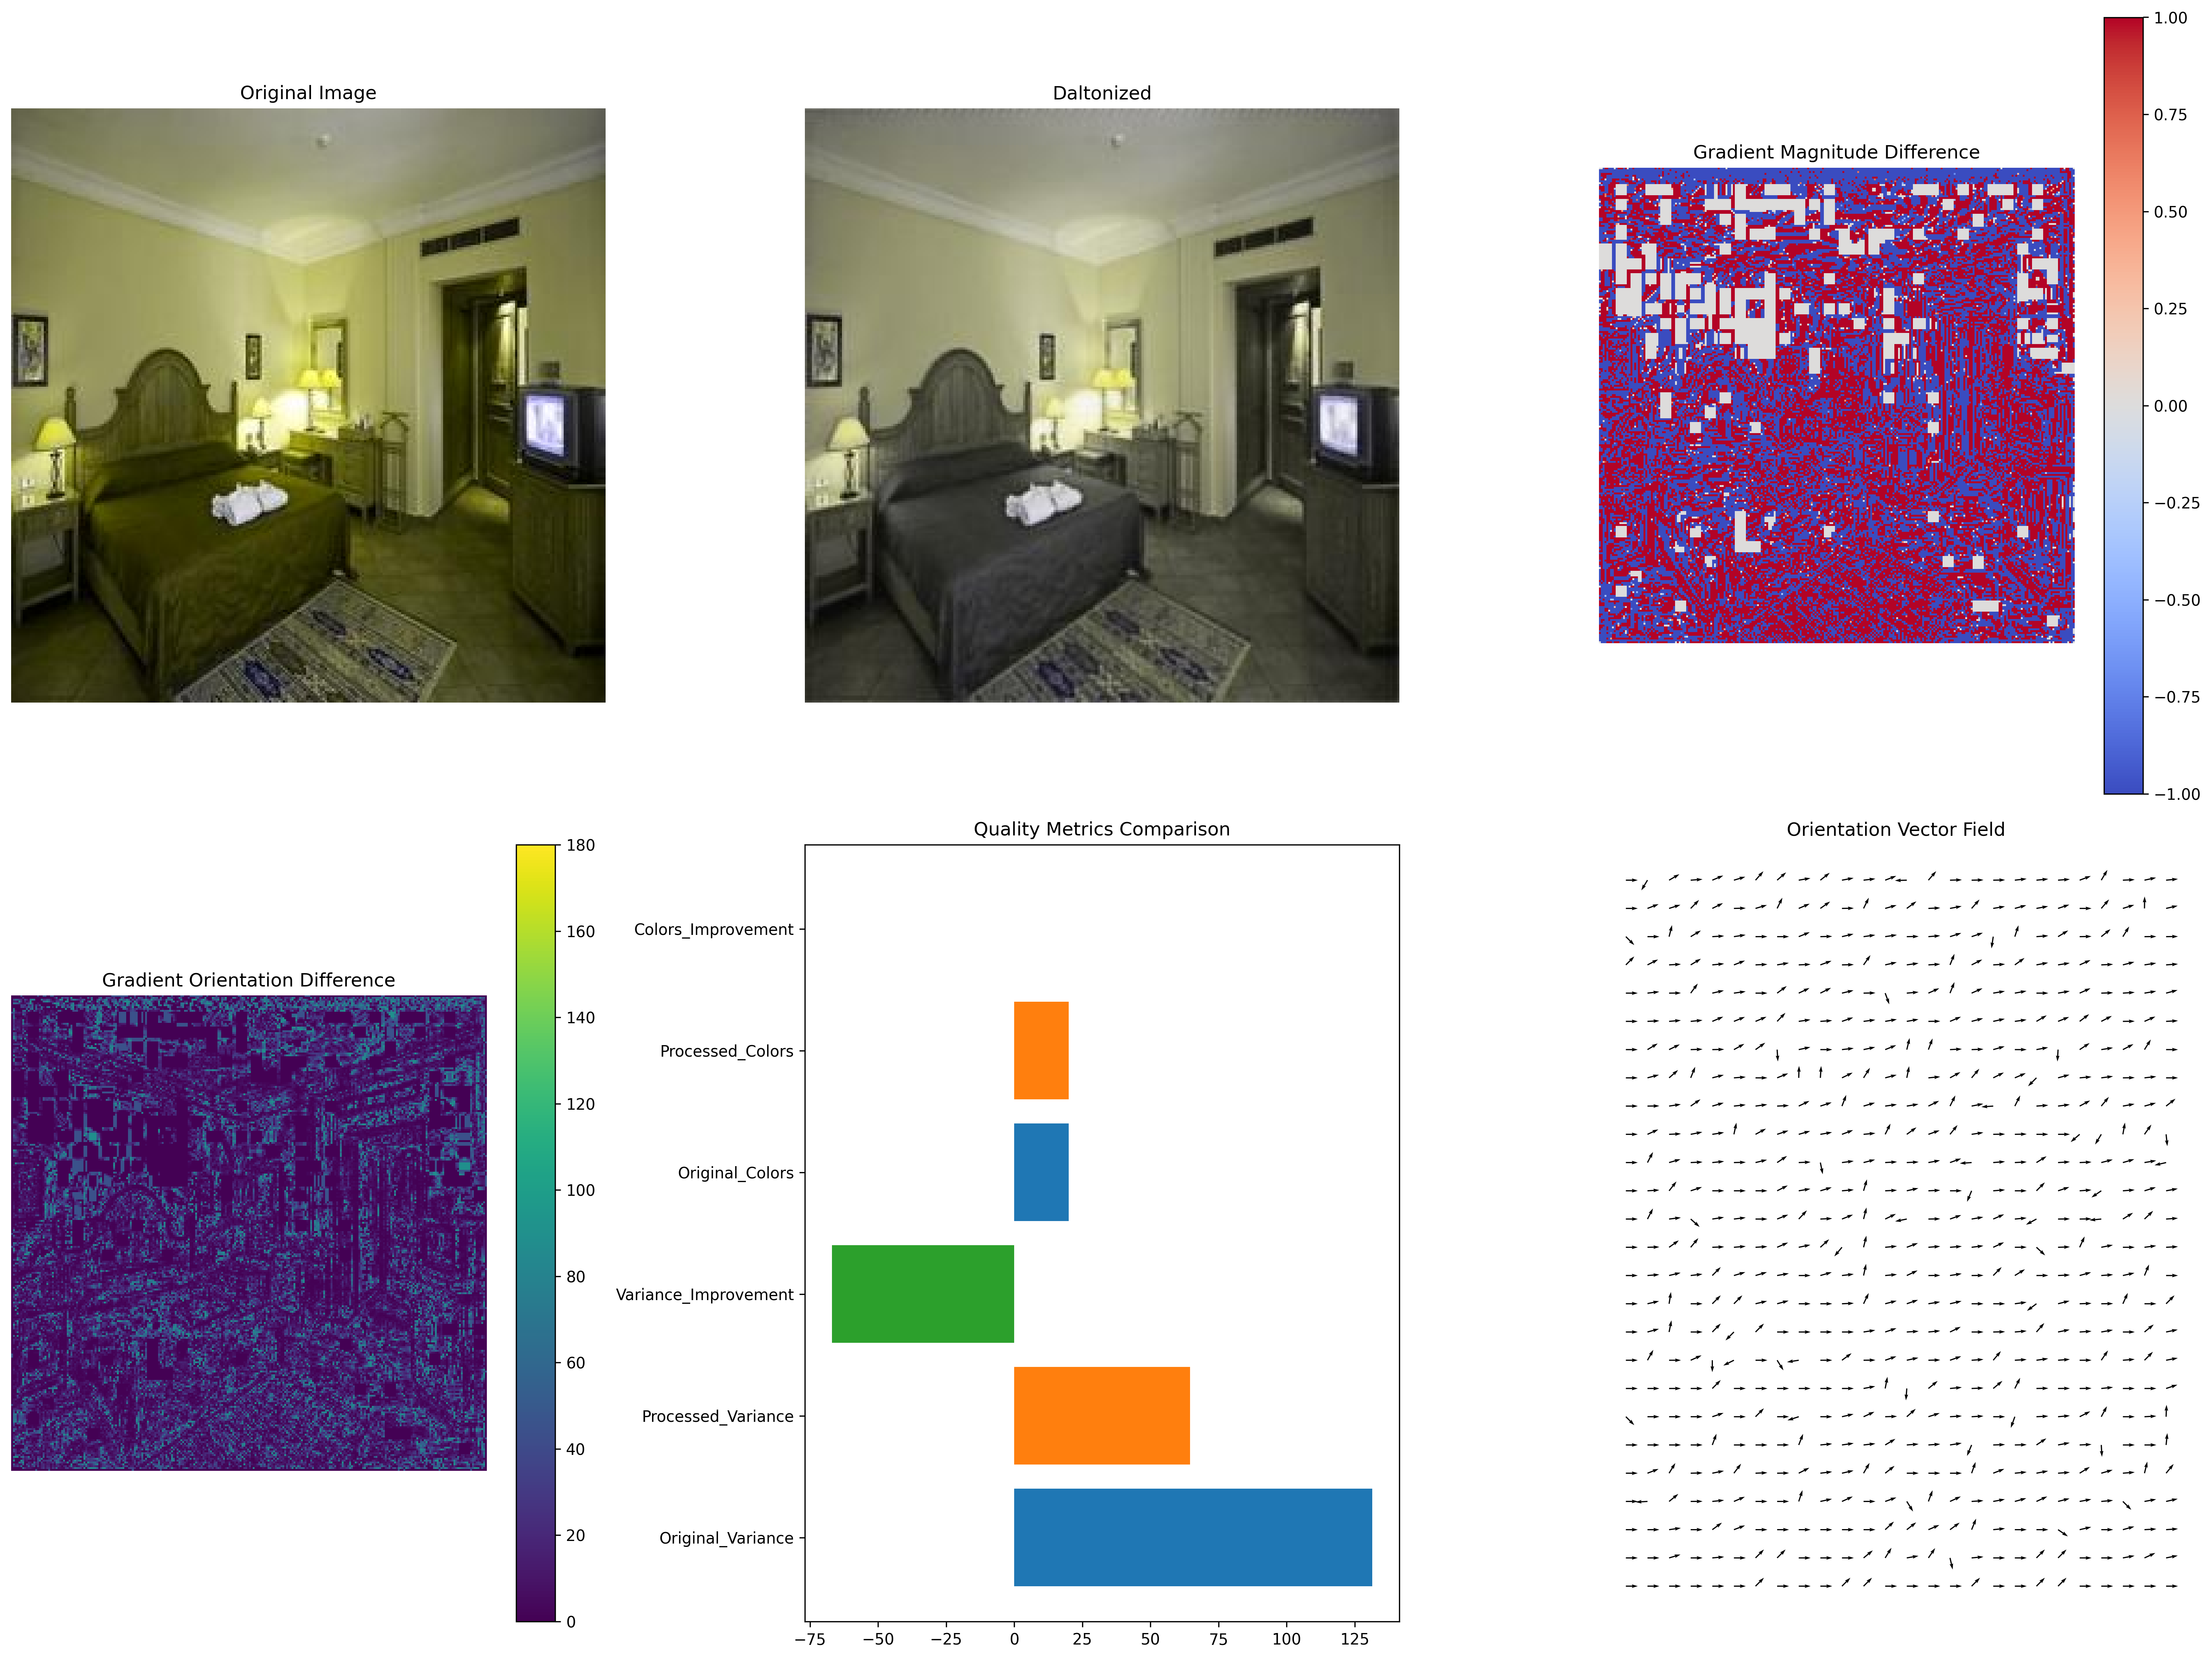 Original Image
Daltonized
Gradient Magnitude Difference
1.00
0.75
0.50
0.25
0.00
−0.25
−0.50
−0.75
−1.00
Gradient Orientation Difference
180
160
140
120
100
80
60
40
20
0
Quality Metrics Comparison
Colors_Improvement
Processed_Colors
Original_Colors
Variance_Improvement
Processed_Variance
Original_Variance
−75 −50 −25 0 25 50 75 100 125
Orientation Vector Field